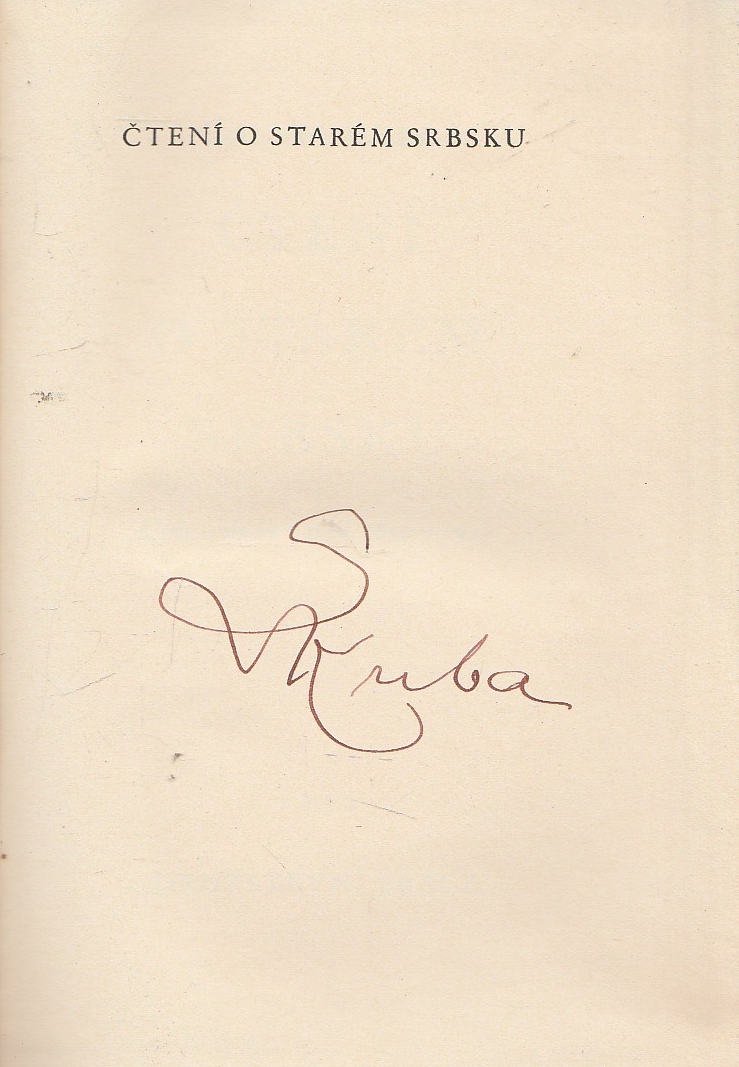 ČTENÍ O STARÉM SRBSKU
Kuba